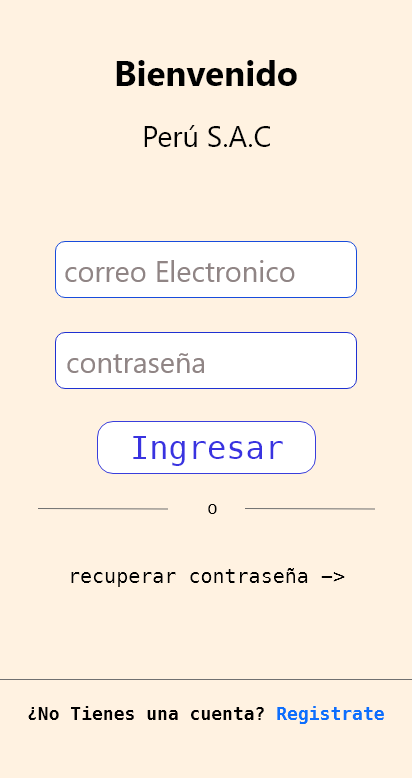 Bienvenido
Perú S.A.C
correo Electronico
contraseña
Ingresar
o
recuperar contraseña —>
¿No Tienes una cuenta? Registrate